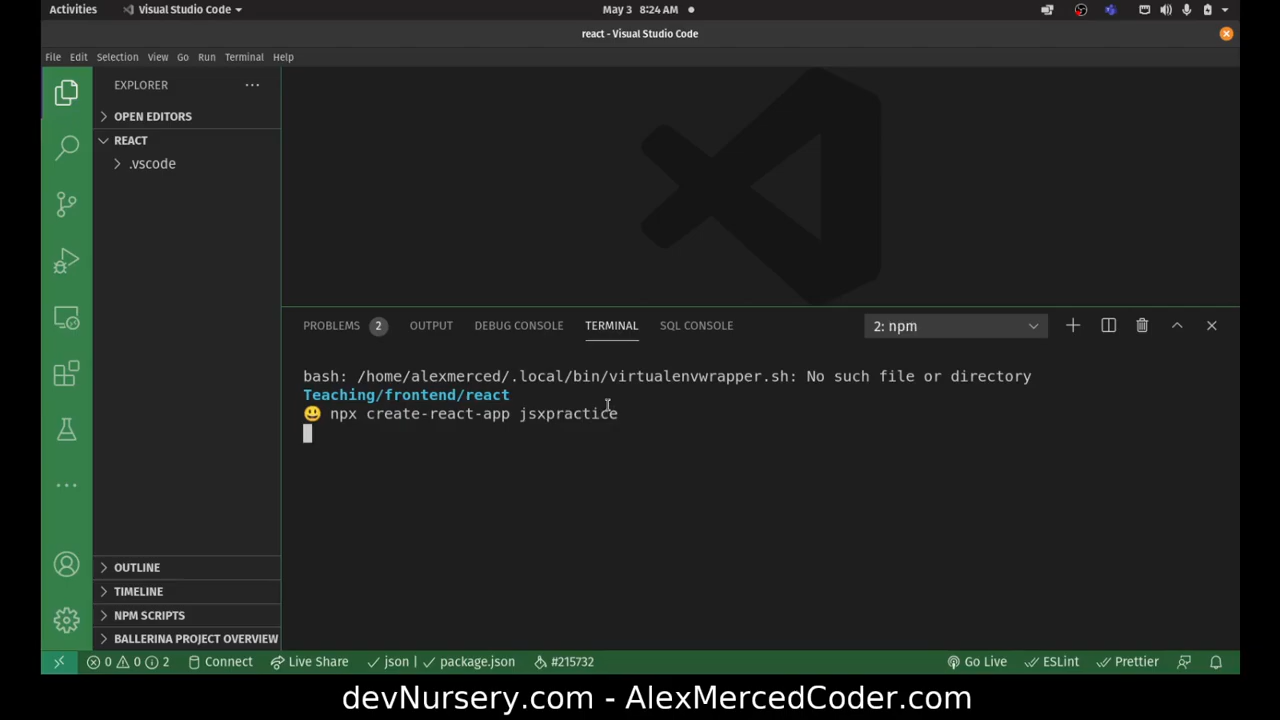 Activities Visual Studio Code May 3 8:24 AM
react - Visual Studio Code
File Edit Selection View Go Run Terminal Help
EXPLORER
OPEN EDITORS
REACT
.vscode
PROBLEMS 2 OUTPUT DEBUG CONSOLE TERMINAL SQL CONSOLE 2: npm
bash: /home/alexmerced/.local/bin/virtualenvwrapper.sh: No such file or directory
Teaching/frontend/react
😃 npx create-react-app jsxpractice
OUTLINE
TIMELINE
NPM SCRIPTS
BALLERINA PROJECT OVERVIEW
0 0 2 Connect Live Share json | package.json #215732 Go Live ESLint Prettier
devNursery.com - AlexMercedCoder.com